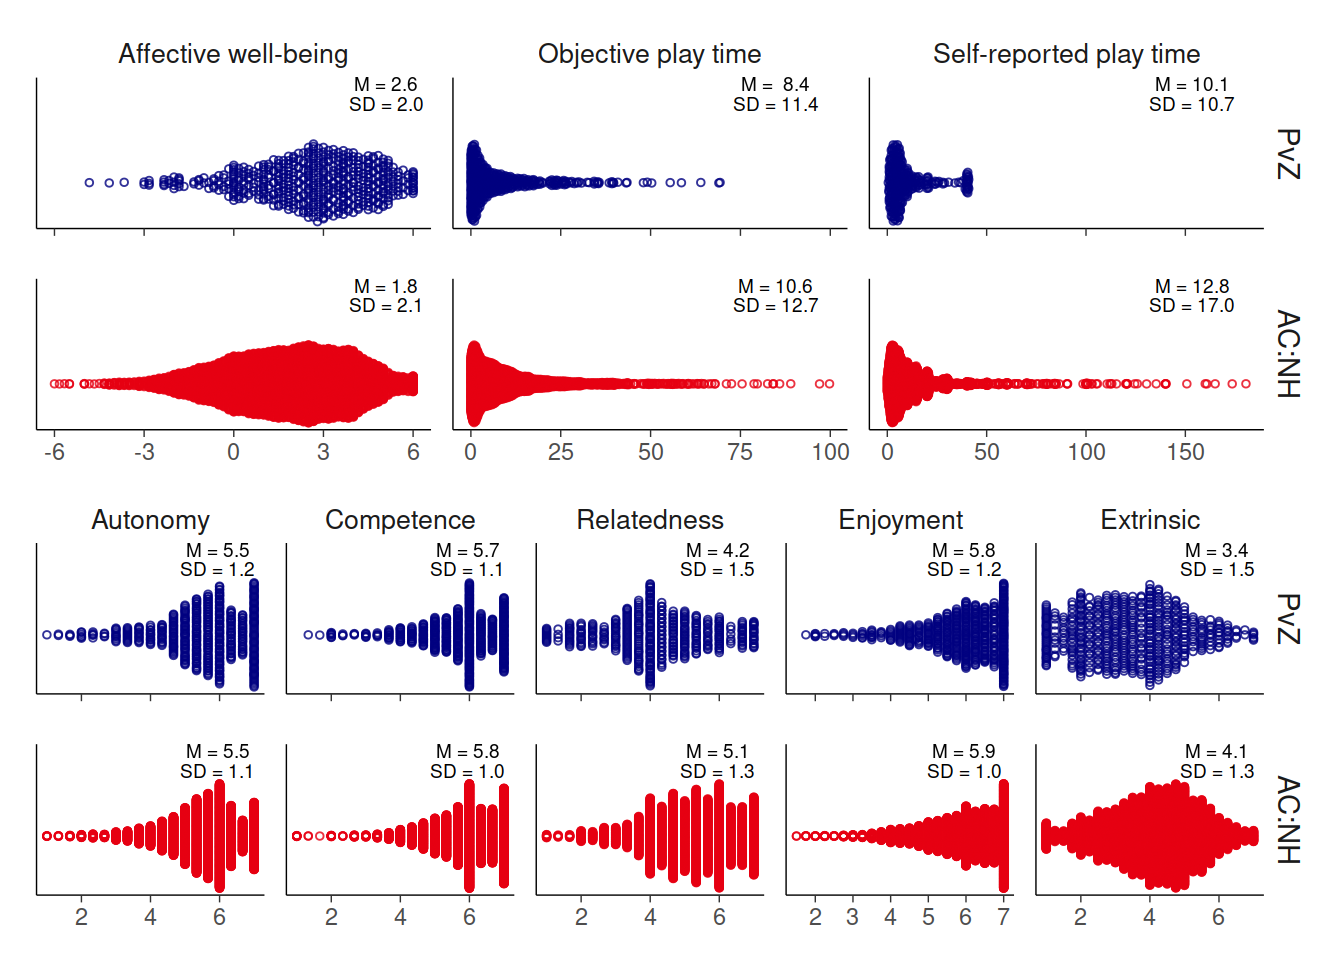 Affective well-being
Objective play time
Self-reported play time
M = 2.6
SD = 2.0
M =  8.4
SD = 11.4
M = 10.1
SD = 10.7
PvZ
M = 1.8
SD = 2.1
M = 10.6
SD = 12.7
M = 12.8
SD = 17.0
AC:NH
-6 -3 0 3 6
0 25 50 75 100
0 50 100 150
Autonomy
Competence
Relatedness
Enjoyment
Extrinsic
M = 5.5
SD = 1.2
M = 5.7
SD = 1.1
M = 4.2
SD = 1.5
M = 5.8
SD = 1.2
M = 3.4
SD = 1.5
PvZ
M = 5.5
SD = 1.1
M = 5.8
SD = 1.0
M = 5.1
SD = 1.3
M = 5.9
SD = 1.0
M = 4.1
SD = 1.3
AC:NH
2 4 6
2 4 6
2 4 6
2 3 4 5 6 7
2 4 6